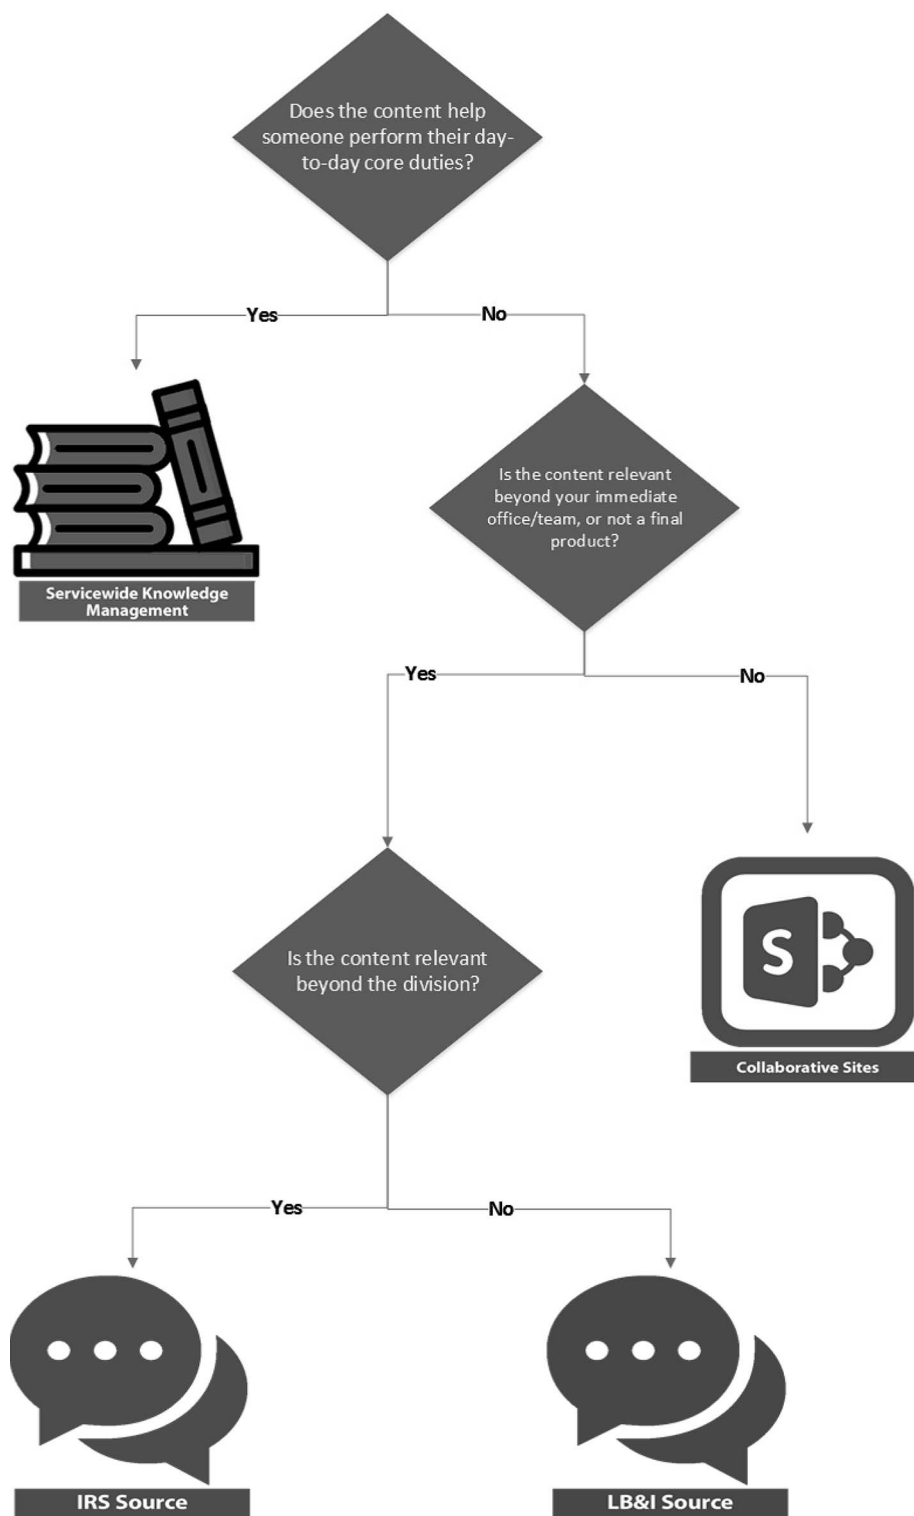 Does the content help
someone perform their day-
to-day core duties?
Yes
No
Servicewide Knowledge
Management
Is the content relevant
beyond your immediate
office/team, or not a final
product?
Yes
No
Is the content relevant
beyond the division?
S
Collaborative Sites
Yes
No
IRS Source
LB&I Source